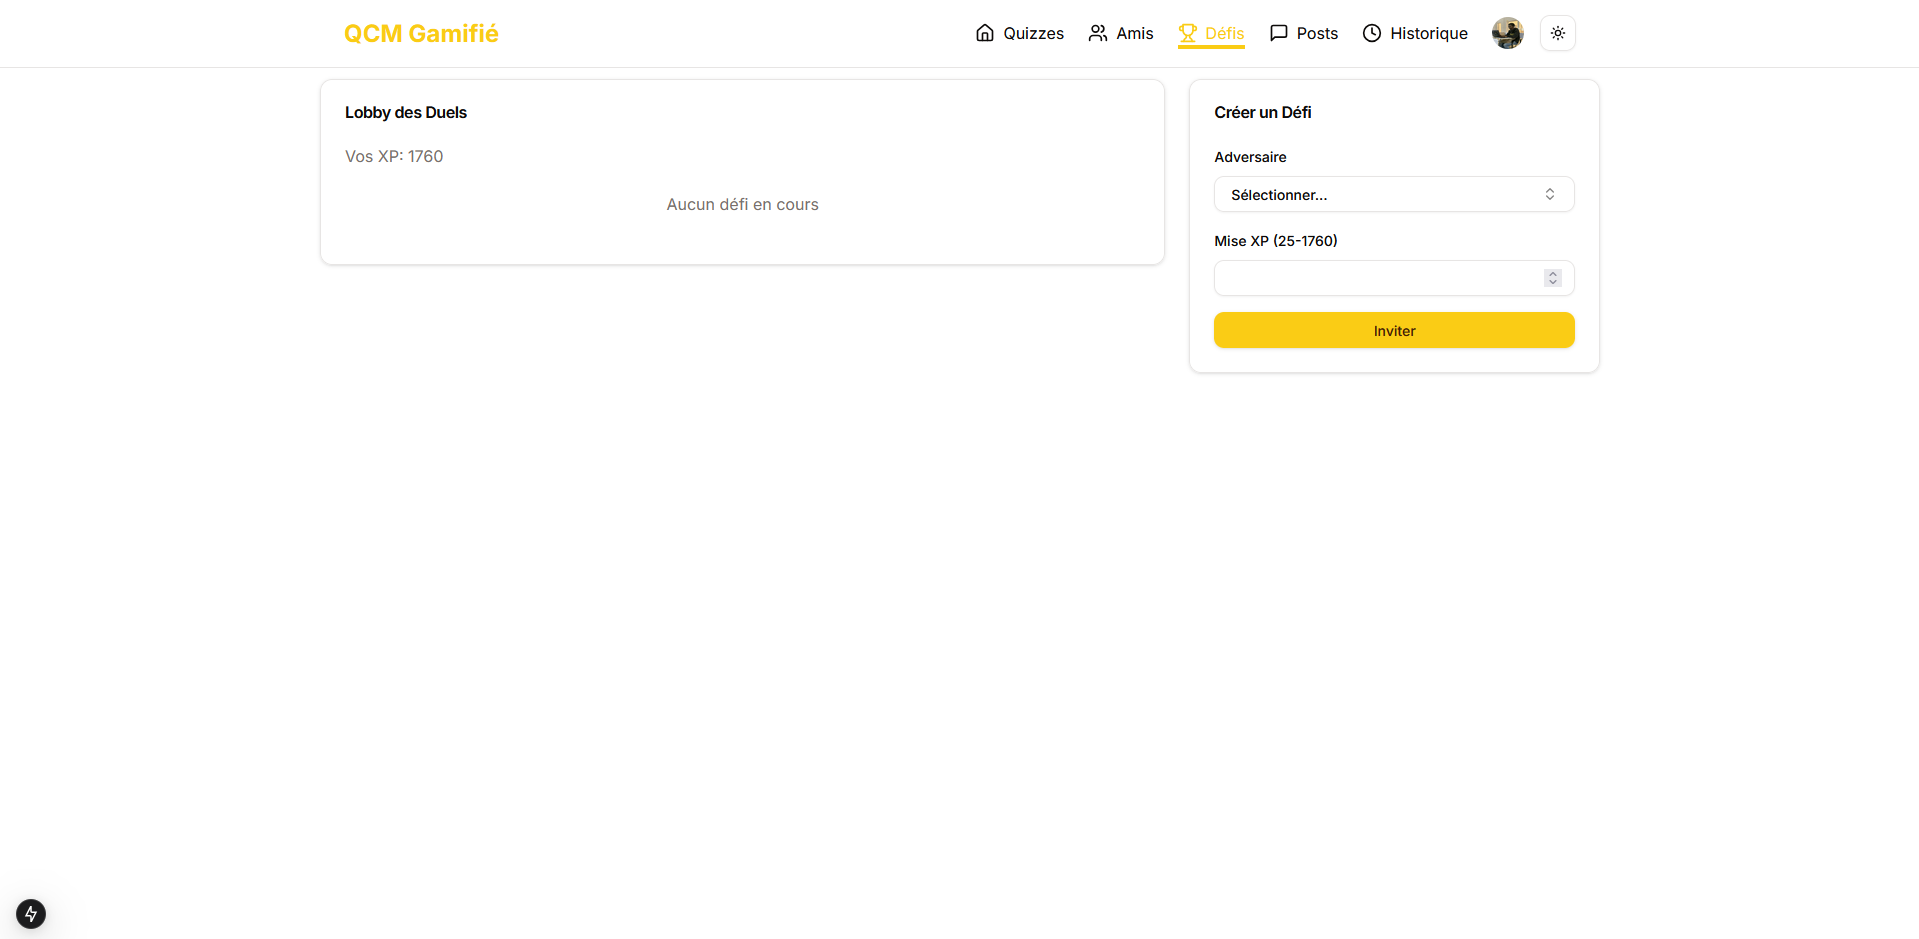 QCM Gamifié
Quizzes
Amis
Défis
Posts
Historique
Lobby des Duels
Vos XP: 1760
Aucun défi en cours
Créer un Défi
Adversaire
Sélectionner...
Mise XP (25-1760)
Inviter